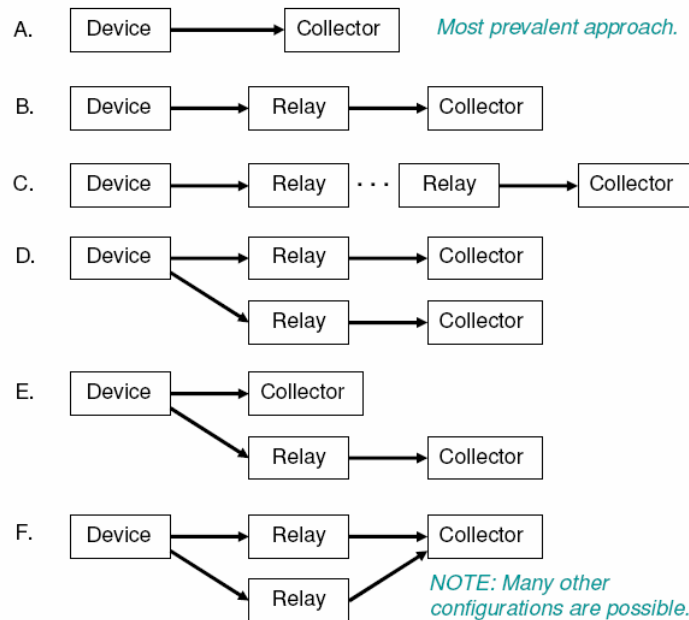 A. Device Collector Most prevalent approach.
B. Device Relay Collector
C. Device Relay . . . Relay Collector
D. Device Relay Collector
Relay Collector
E. Device Collector
Relay Collector
F. Device Relay Collector
Relay
NOTE: Many other
configurations are possible.